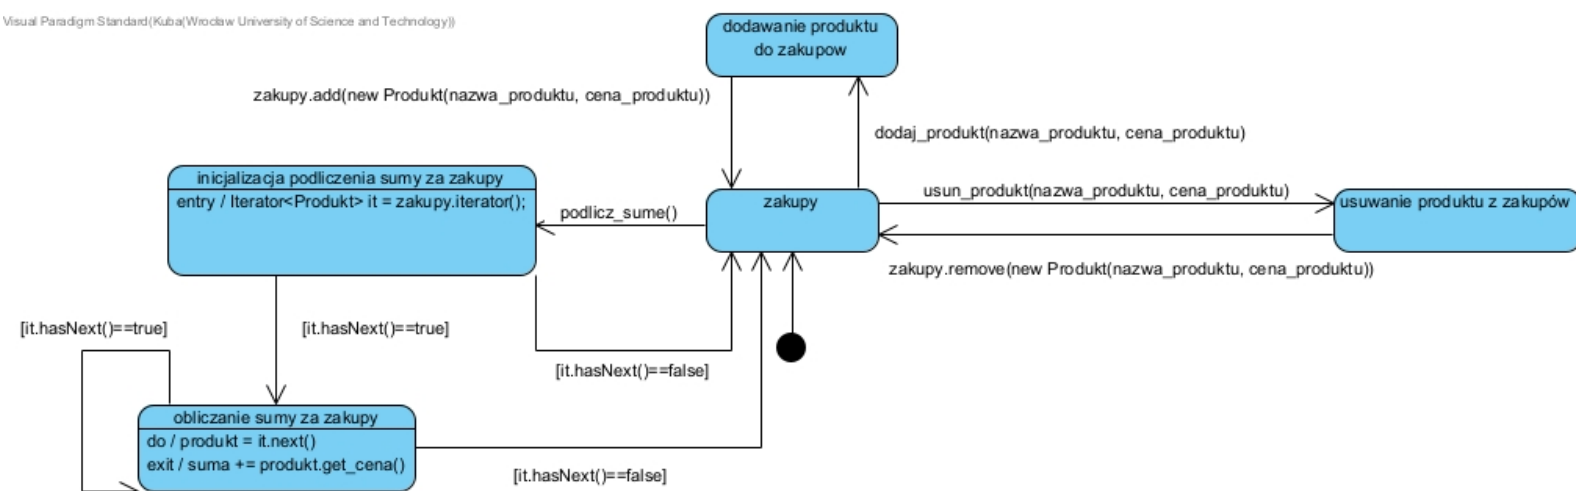 Visual Paradigm Standard(Kuba(Wrocław University of Science and Technology))
dodawanie produktu
do zakupow
zakupy.add(new Produkt(nazwa_produktu, cena_produktu))
dodaj_produkt(nazwa_produktu, cena_produktu)
inicjalizacja podliczenia sumy za zakupy
entry / Iterator<Produkt> it = zakupy.iterator();
podlicz_sume()
zakupy
usun_produkt(nazwa_produktu, cena_produktu)
usuwanie produktu z zakupów
zakupy.remove(new Produkt(nazwa_produktu, cena_produktu))
[it.hasNext()==true]
[it.hasNext()==true]
[it.hasNext()==false]
obliczanie sumy za zakupy
do / produkt = it.next()
exit / suma += produkt.get_cena()
[it.hasNext()==false]